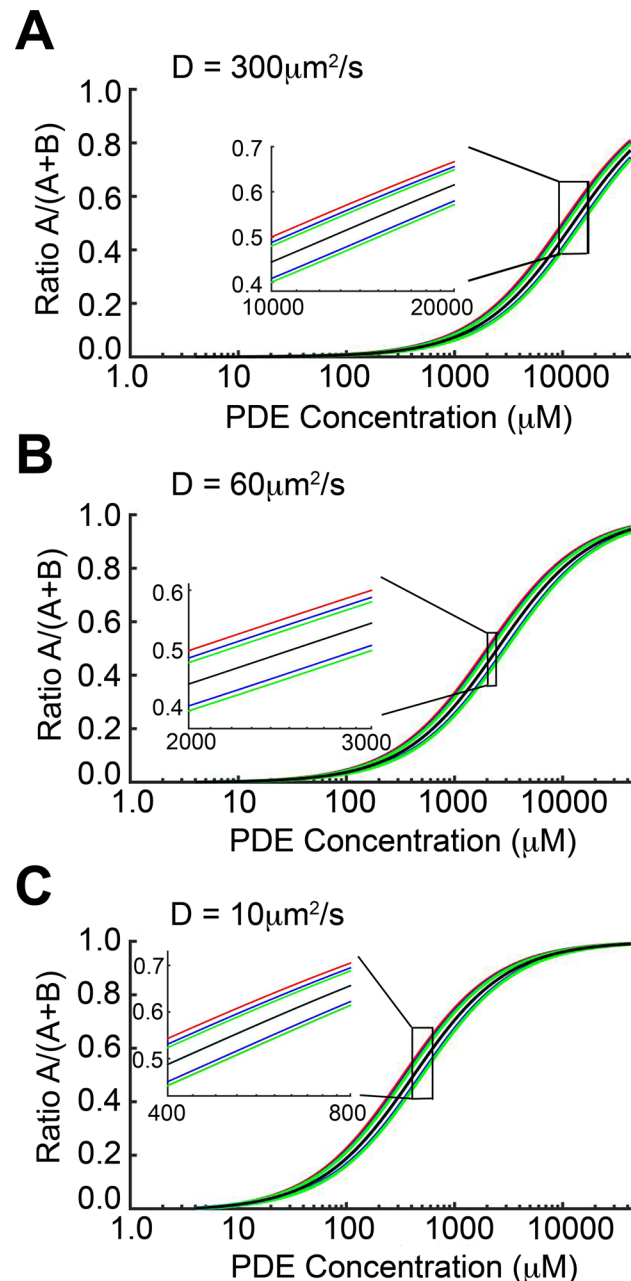 A
D = 300μm²/s
1.0
0.8
0.6
0.4
0.2
0.0
Ratio A/(A+B)
0.7
0.6
0.5
0.4
10000 20000
1.0 10 100 1000 10000
PDE Concentration (μM)
B
D = 60μm²/s
1.0
0.8
0.6
0.4
0.2
0.0
Ratio A/(A+B)
0.6
0.5
0.4
2000 3000
1.0 10 100 1000 10000
PDE Concentration (μM)
C
D = 10μm²/s
1.0
0.8
0.6
0.4
0.2
0.0
Ratio A/(A+B)
0.7
0.6
0.5
400 800
1.0 10 100 1000 10000
PDE Concentration (μM)